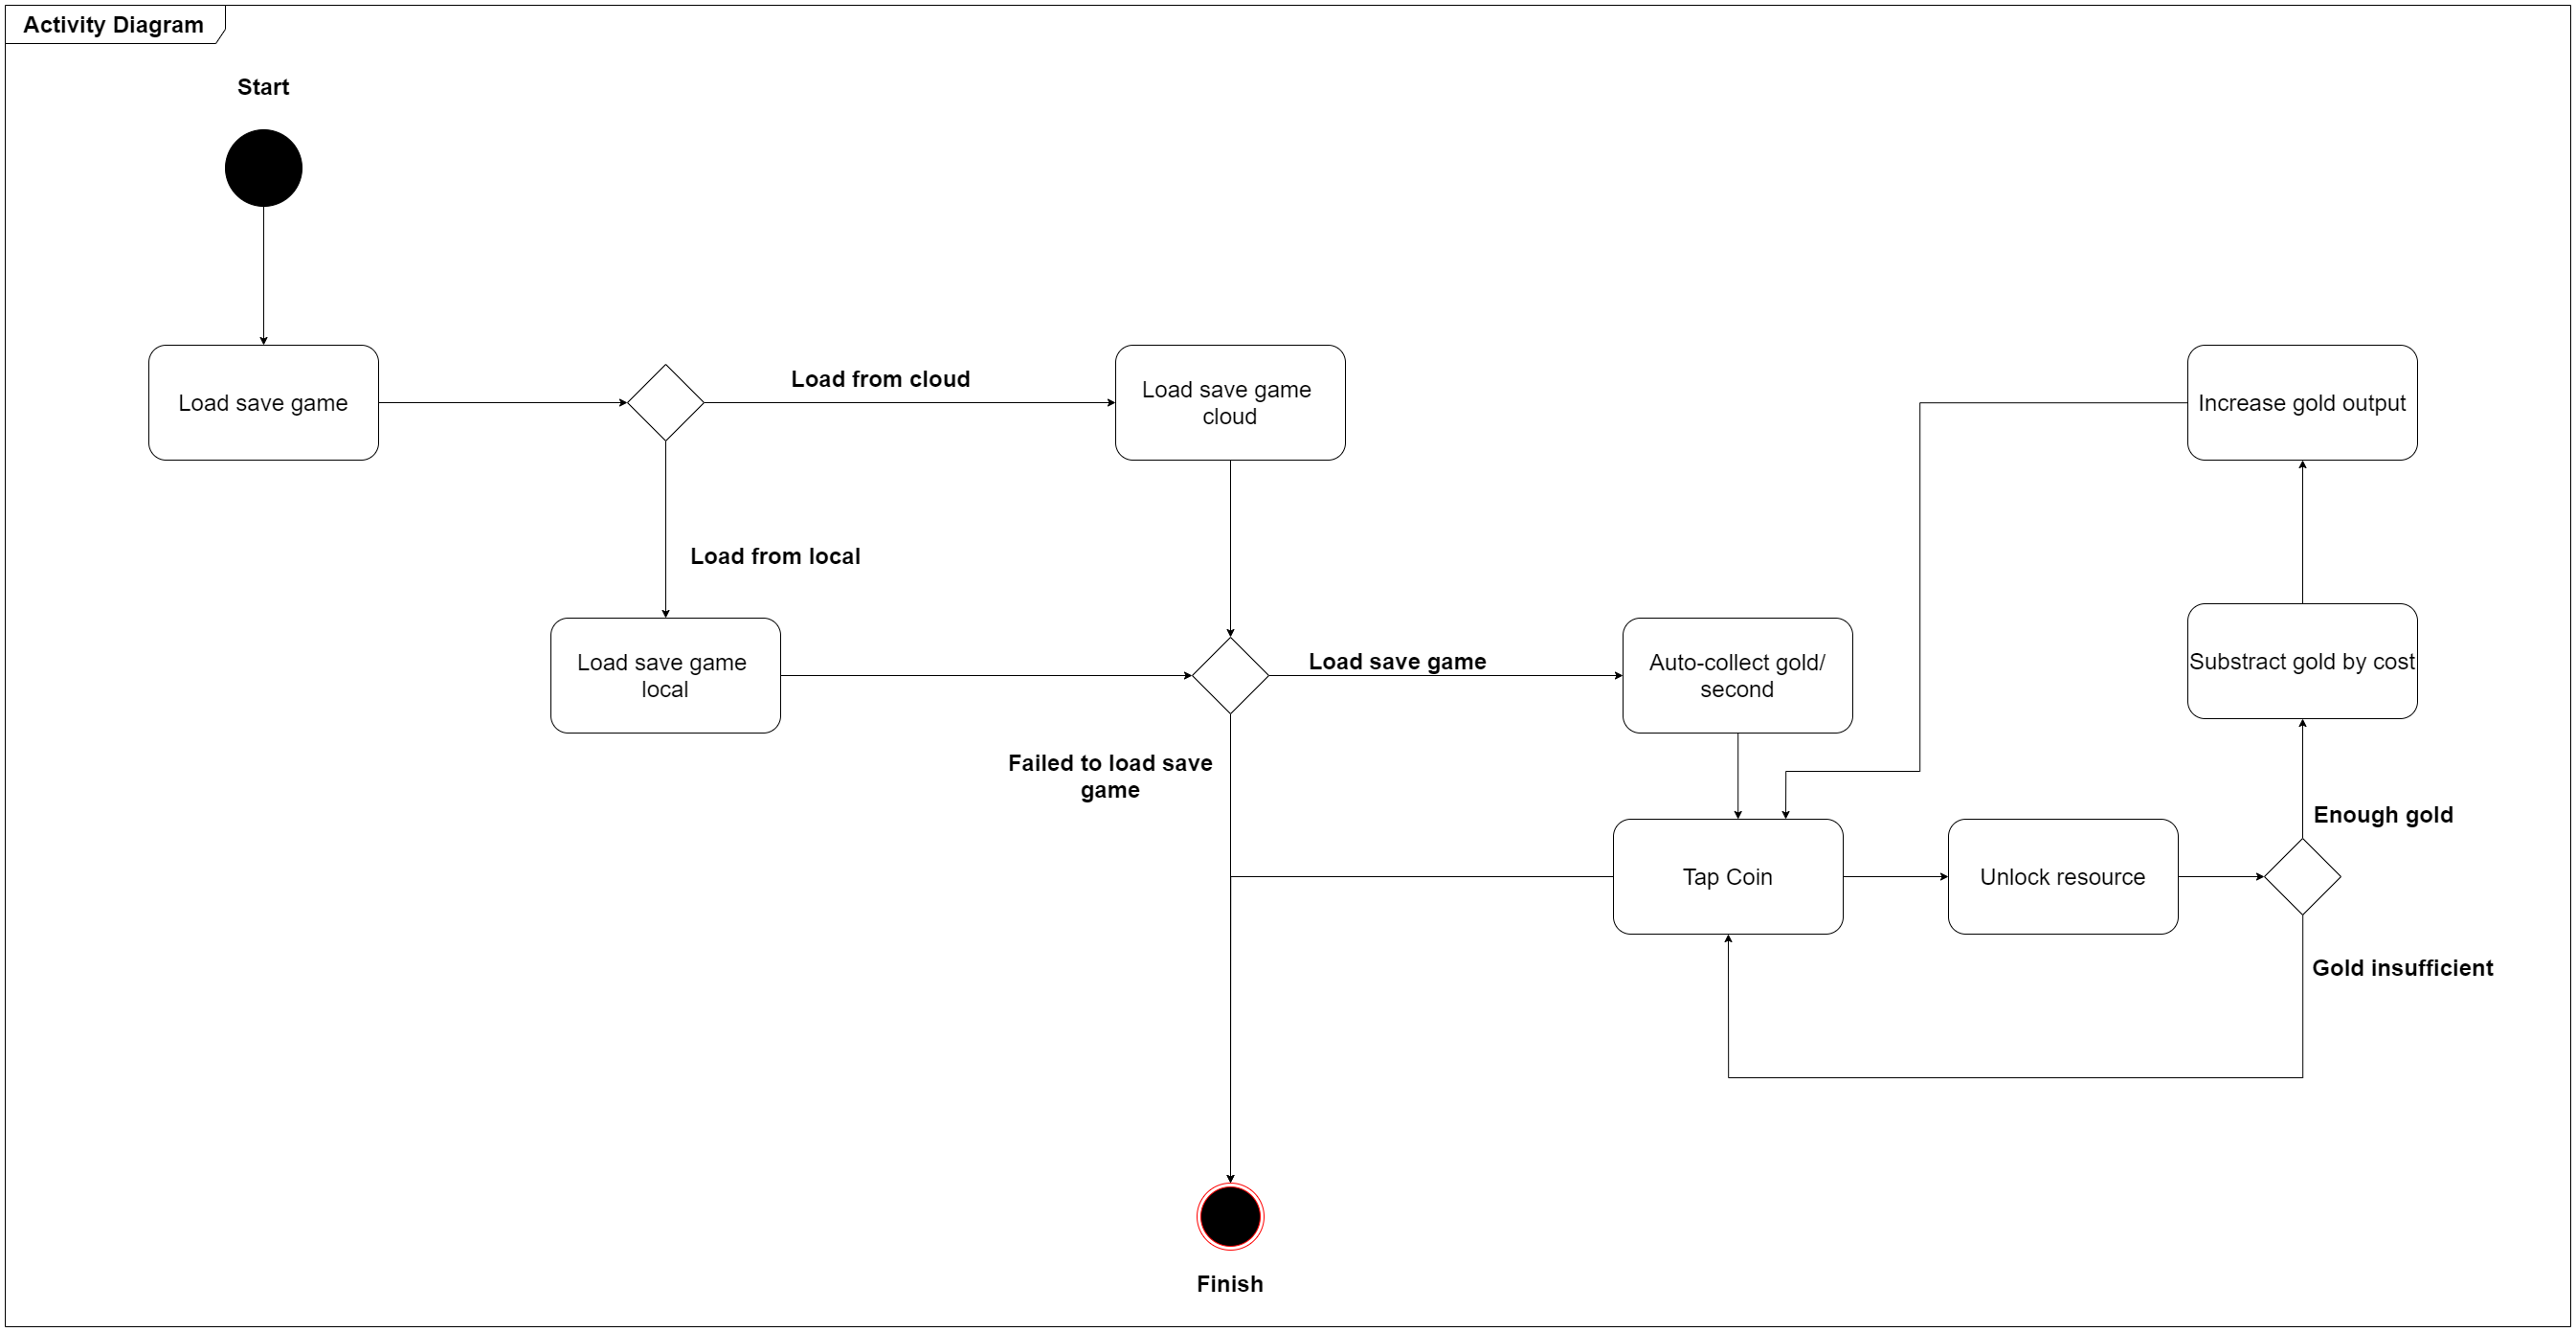 Activity Diagram
Start
Load save game
Load from cloud
Load save game
cloud
Increase gold output
Load from local
Load save game
local
Load save game
Auto-collect gold/
second
Substract gold by cost
Failed to load save
game
Enough gold
Tap Coin
Unlock resource
Gold insufficient
Finish